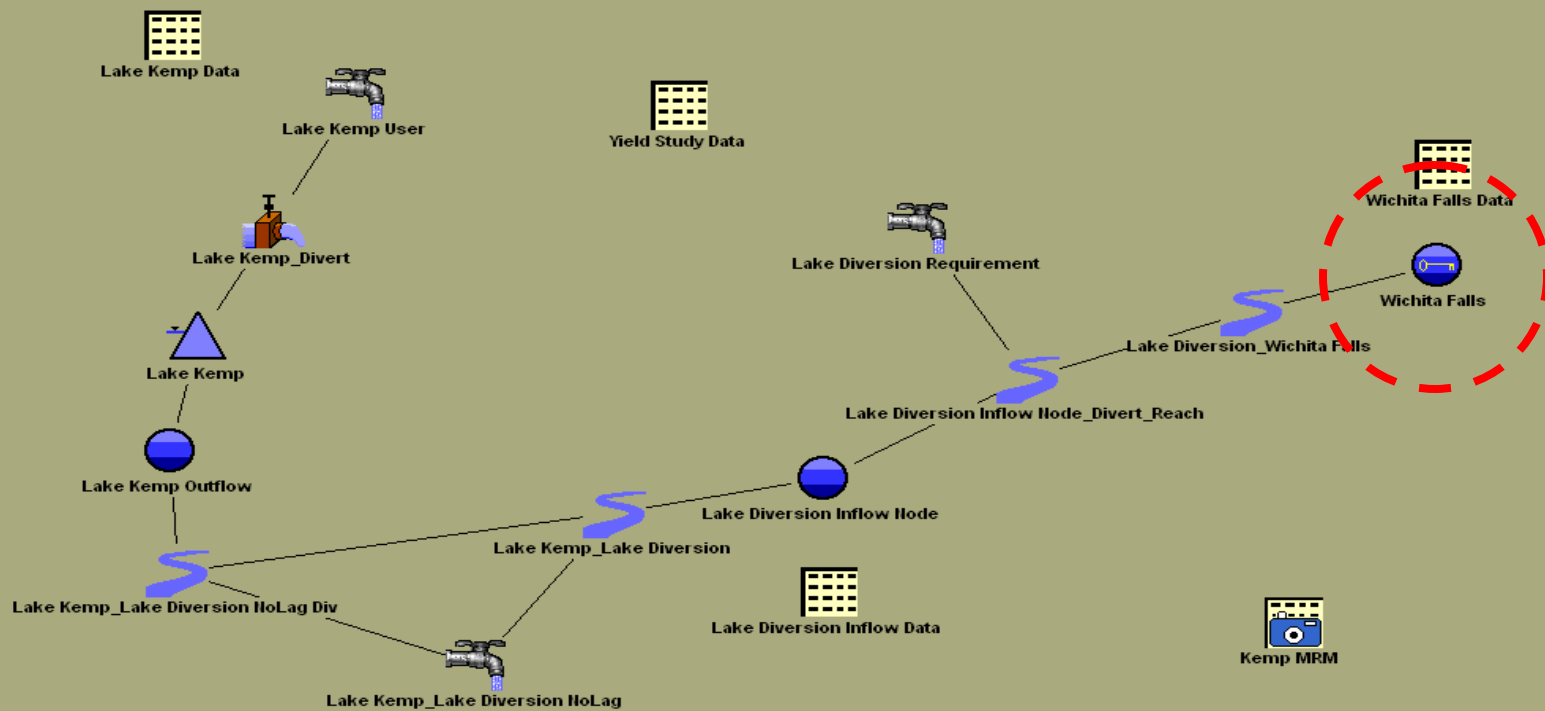 Lake Kemp Data
Lake Kemp User
Yield Study Data
Wichita Falls Data
Lake Kemp_Divert
Lake Diversion Requirement
Wichita Falls
Lake Diversion_Wichita Falls
Lake Kemp
Lake Diversion Inflow Node_Divert_Reach
Lake Kemp Outflow
Lake Diversion Inflow Node
Lake Kemp_Lake Diversion
Lake Kemp_Lake Diversion NoLag Div
Lake Diversion Inflow Data
Kemp MRM
Lake Kemp_Lake Diversion NoLag